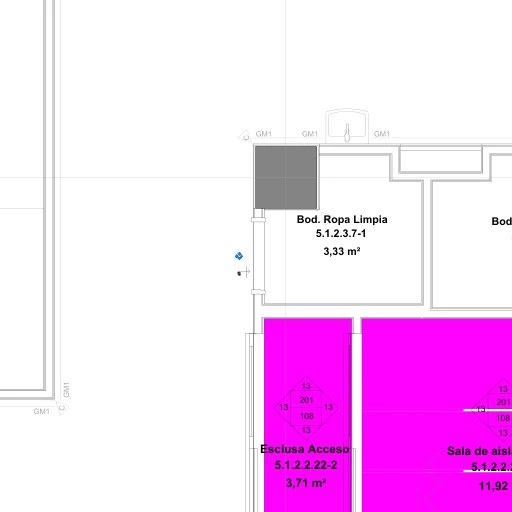 GM1
GM1
GM1
Bod. Ropa Limpia
5.1.2.3.7-1
3,33 m²
Bod
GM1
GM1
13
13
201
13
108
13
Esclusa Acceso
5.1.2.2.22-2
3,71 m²
13
201
13
108
13
Sala de aisla
5.1.2.2.
11,92